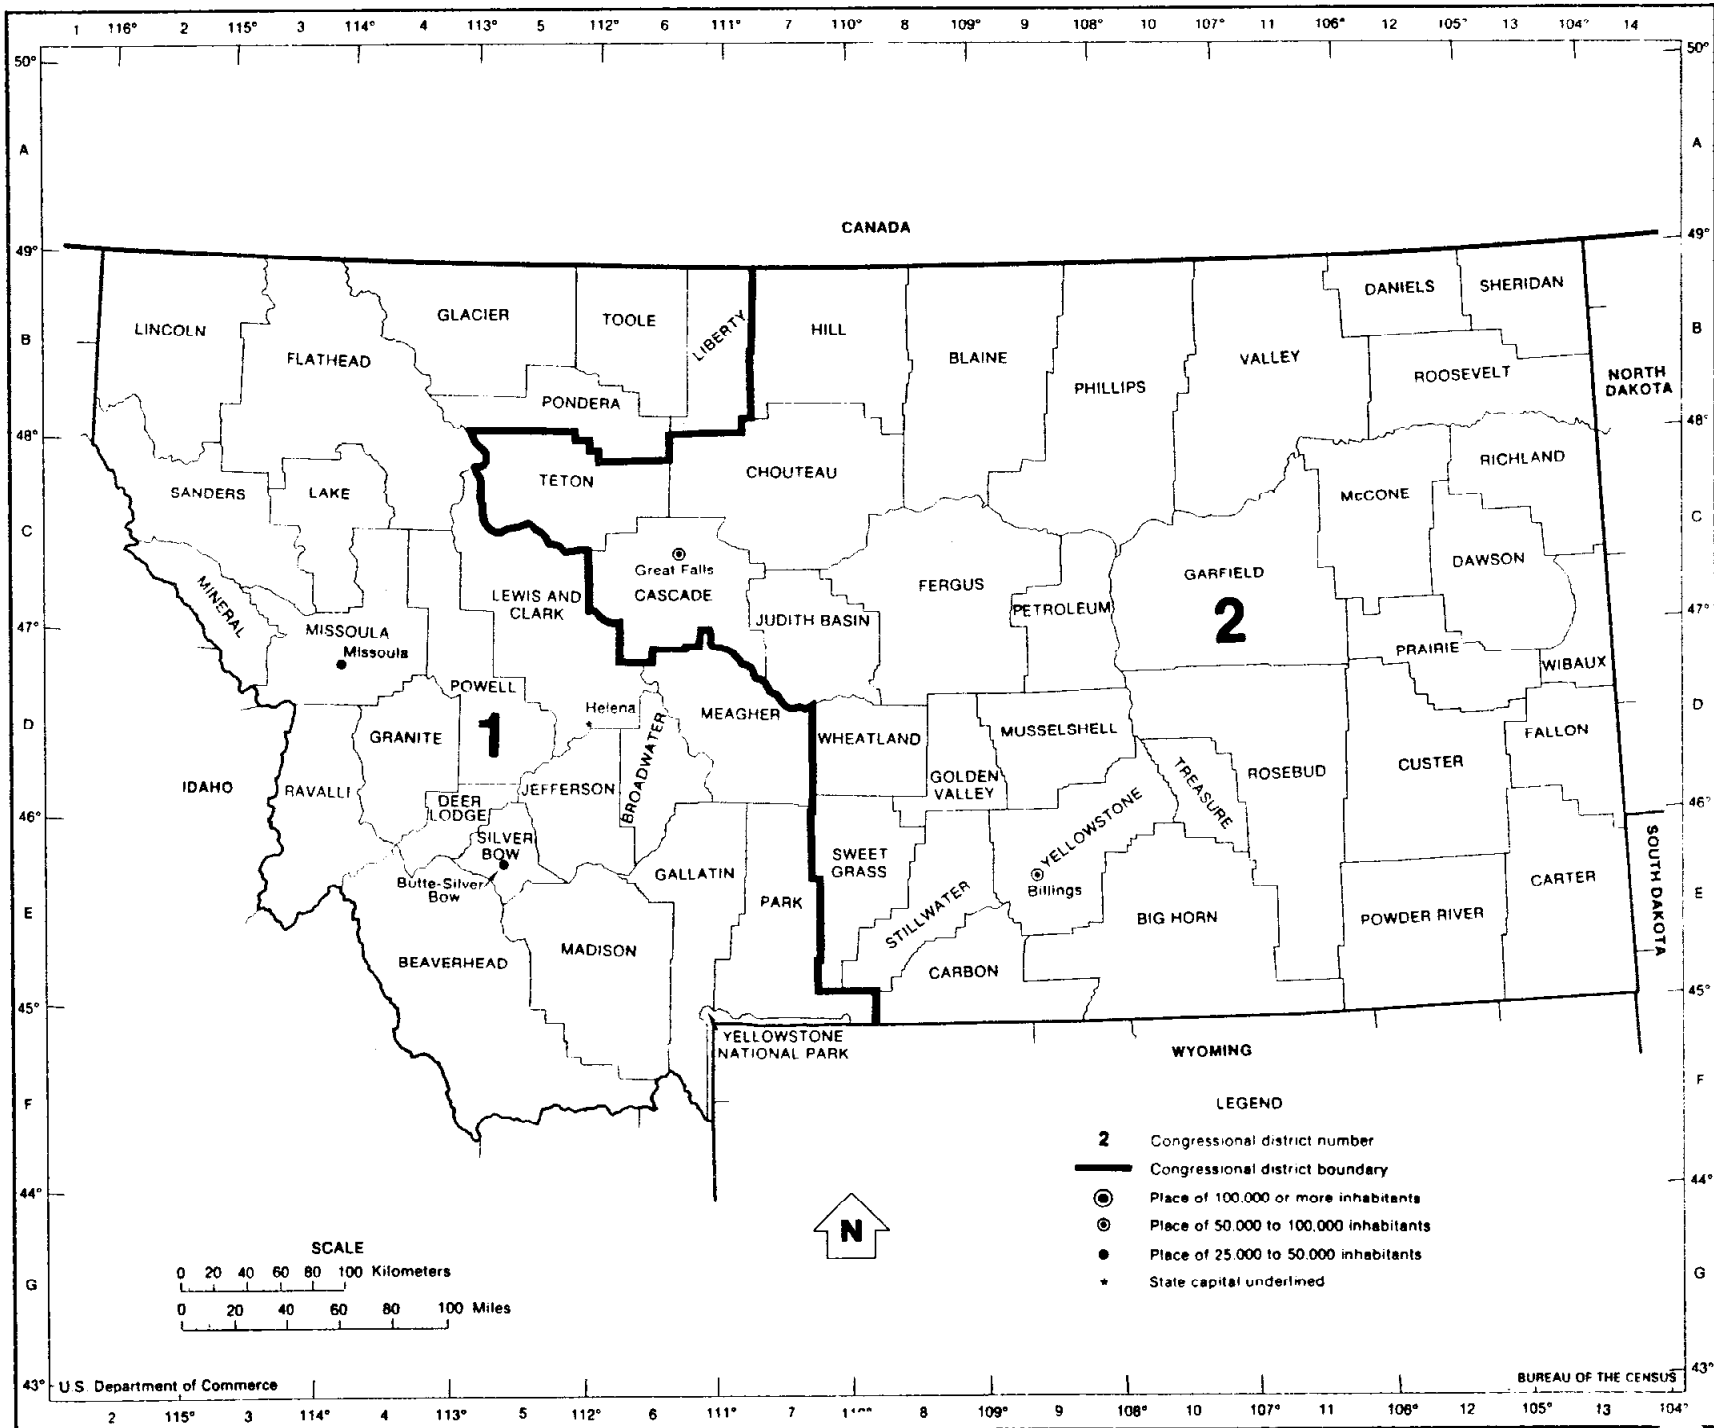 1 116° 2 115° 3 114° 4 113° 5 112° 6 111° 7 110° 8 109° 9 108° 10 107° 11 106° 12 105° 13 104° 14
50° 50°
A A
CANADA
49° 49°
DANIELS SHERIDAN
GLACIER TOOLE LIBERTY HILL
B LINCOLN B
FLATHEAD BLAINE PHILLIPS VALLEY ROOSEVELT
NORTH
DAKOTA
PONDERA
48° 48°
TETON CHOUTEAU RICHLAND
SANDERS LAKE McCONE
C C
Great Falls
CASCADE
FERGUS GARFIELD DAWSON
MINERAL
LEWIS AND
CLARK
PETROLEUM
2
47° 47°
MISSOULA
Missoula
JUDITH BASIN
PRAIRIE
WIBAUX
POWELL
Helena
MEAGHER
D D
1
GRANITE
BROADWATER
WHEATLAND
MUSSELSHELL
FALLON
IDAHO
RAVALLI
JEFFERSON
GOLDEN
VALLEY
TREASURE
ROSEBUD
CUSTER
DEER
LODGE
46° 46°
SILVER
BOW
YELLOWSTONE
SWEET
GRASS
GALLATIN
Butte-Silver
Bow
Billings
SOUTH DAKOTA
CARTER
E E
PARK
STILLWATER
BIG HORN
POWDER RIVER
BEAVERHEAD
MADISON
CARBON
45° 45°
YELLOWSTONE
NATIONAL PARK
WYOMING
F F
LEGEND
2 Congressional district number
Congressional district boundary
44° 44°
Place of 100,000 or more inhabitants
Place of 50,000 to 100,000 inhabitants
Place of 25,000 to 50,000 inhabitants
* State capital underlined
N
SCALE
0 20 40 60 80 100 Kilometers
0 20 40 60 80 100 Miles
G G
43° 43°
U.S. Department of Commerce
BUREAU OF THE CENSUS
2 115° 3 114° 4 113° 5 112° 6 111° 7 8 109° 9 108° 10 107° 11 106° 12 105° 13 104°